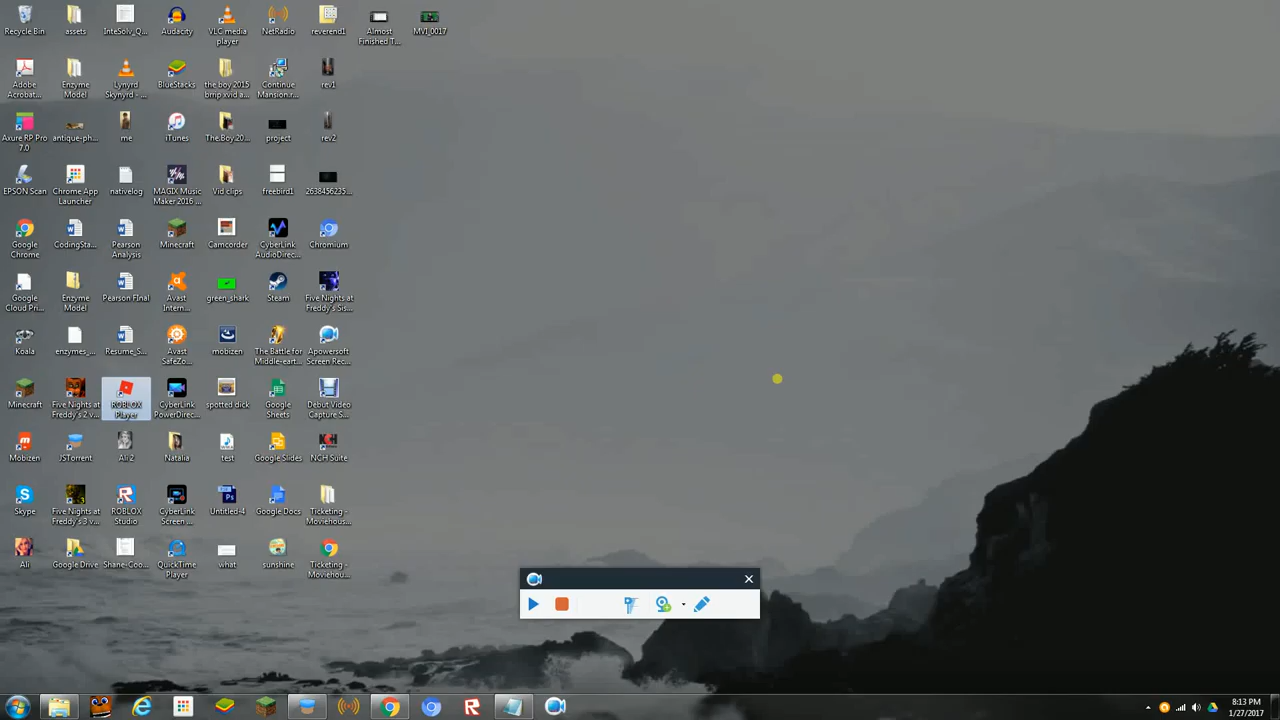 Recycle Bin
assets
InteSolv_Q...
Audacity
VLC media
player
NetRadio
reverend1
Almost
Finished T...
MVI_0017
Adobe
Acrobat...
Enzyme
Model
Lynyrd
Skynyrd - ...
BlueStacks
the boy 2015
bmp xvid a...
Continue
Mansion.r...
rev1
Axure RP Pro
7.0
antique-ph...
me
iTunes
The.Boy 20...
project
rev2
EPSON Scan
Chrome App
Launcher
nativelog
MAGIX Music
Maker 2016 ...
Vid clips
freebird1
2638456235...
Google
Chrome
CodingSta...
Pearson
Analysis
Minecraft
Camcorder
CyberLink
AudioDirec...
Chromium
Google
Cloud Pri...
Enzyme
Model
Pearson FInal
Avast
Intern...
green_shark
Steam
Five Nights at
Freddy's Sis...
Koala
enzymes_...
Resume_S...
Avast
SafeZo...
mobizen
The Battle for
Middle-eart...
Apowersoft
Screen Rec...
Minecraft
Five Nights at
Freddy's 2 v...
ROBLOX
Player
CyberLink
PowerDirec...
spotted dick
Google
Sheets
Debut Video
Capture S...
Mobizen
JSTorrent
Ali 2
Natalia
test
Google Slides
NCH Suite
Skype
Five Nights at
Freddy's 3 v...
ROBLOX
Studio
CyberLink
Screen ...
Untitled-4
Google Docs
Ticketing -
Moviehous...
Ali
Google Drive
Shane-Coo...
QuickTime
Player
what
sunshine
Ticketing -
Moviehous...
8:13 PM
1/27/2017